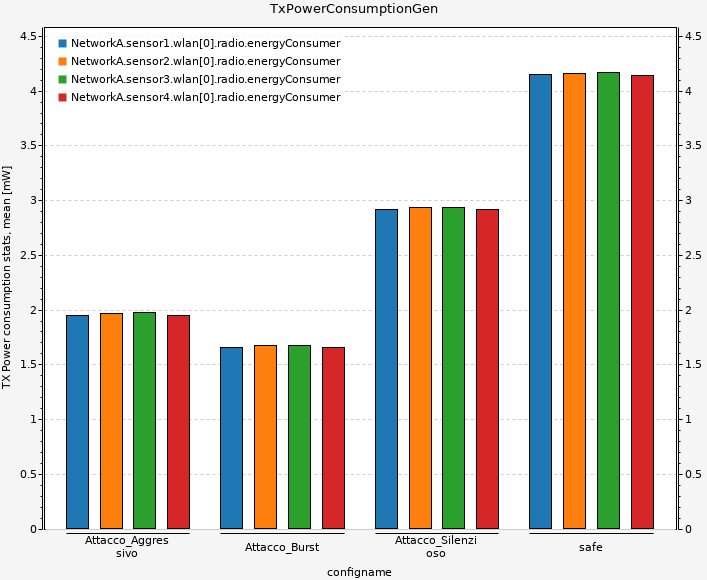 TxPowerConsumptionGen
NetworkA.sensor1.wlan[0].radio.energyConsumer
NetworkA.sensor2.wlan[0].radio.energyConsumer
NetworkA.sensor3.wlan[0].radio.energyConsumer
NetworkA.sensor4.wlan[0].radio.energyConsumer
TX Power consumption stats, mean [mW]
4.5
4
3.5
3
2.5
2
1.5
1
0.5
0
4.5
4
3.5
3
2.5
2
1.5
1
0.5
0
Attacco_Aggres
sivo
Attacco_Burst
Attacco_Silenzi
oso
safe
configname